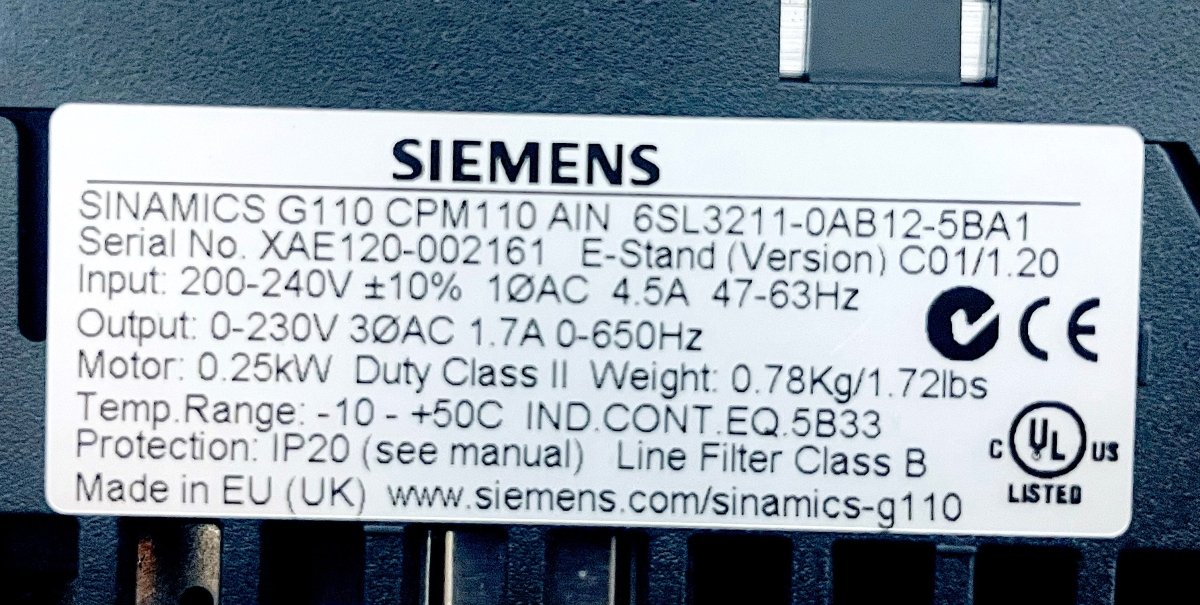 SIEMENS
SINAMICS G110 CPM110 AIN 6SL3211-0AB12-5BA1
Serial No. XAE120-002161 E-Stand (Version) C01/1.20
Input: 200-240V ±10% 1ØAC 4.5A 47-63Hz
Output: 0-230V 3ØAC 1.7A 0-650Hz
CE
Motor: 0.25kW Duty Class II Weight: 0.78Kg/1.72lbs
Temp.Range: -10 - +50C IND.CONT.EQ.5B33
Protection: IP20 (see manual) Line Filter Class B
C UL US
LISTED
Made in EU (UK) www.siemens.com/sinamics-g110